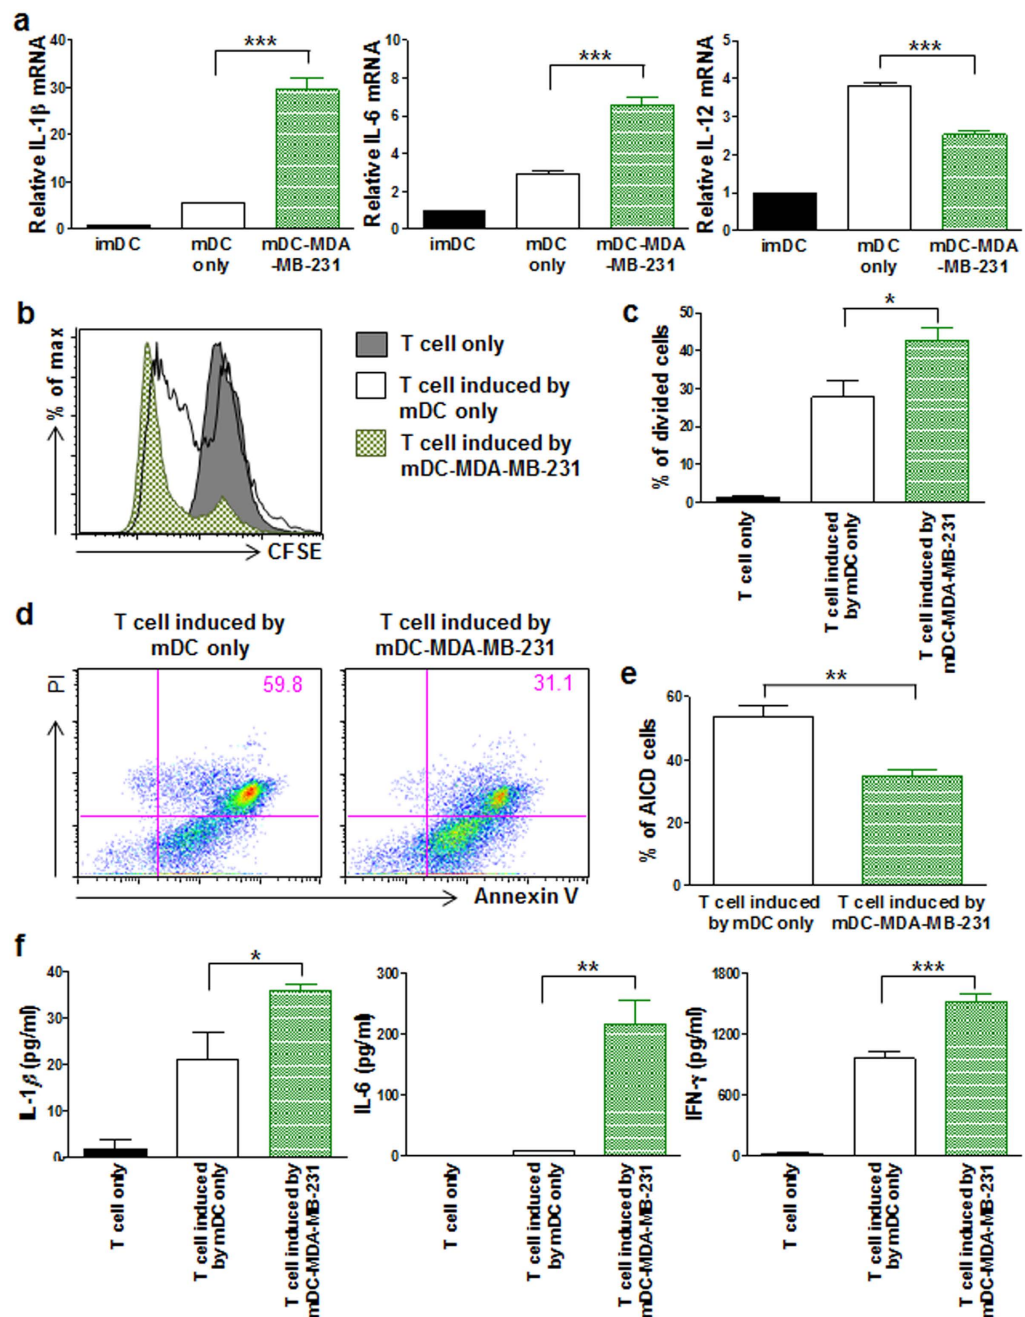 a
Relative IL-1β mRNA
40
30
20
10
0
***
imDC
mDC
only
mDC-MDA
-MB-231
Relative IL-6 mRNA
10
8
6
4
2
0
***
imDC
mDC
only
mDC-MDA
-MB-231
Relative IL-12 mRNA
5
4
3
2
1
0
***
imDC
mDC
only
mDC-MDA
-MB-231
b
% of max
CFSE
T cell only
T cell induced by
mDC only
T cell induced by
mDC-MDA-MB-231
c
% of divided cells
50
40
30
20
10
0
*
T cell only
T cell induced
by mDC only
T cell induced by
mDC-MDA-MB-231
d
T cell induced by
mDC only
T cell induced by
mDC-MDA-MB-231
PI
59.8
31.1
Annexin V
e
% of AICD cells
60
40
20
0
**
T cell induced
by mDC only
T cell induced by
mDC-MDA-MB-231
f
IL-1β (pg/ml)
40
30
20
10
0
*
T cell only
T cell induced
by mDC only
T cell induced by
mDC-MDA-MB-231
IL-6 (pg/ml)
300
200
100
0
**
T cell only
T cell induced
by mDC only
T cell induced by
mDC-MDA-MB-231
IFN-γ (pg/ml)
1800
1200
600
0
***
T cell only
T cell induced
by mDC only
T cell induced by
mDC-MDA-MB-231